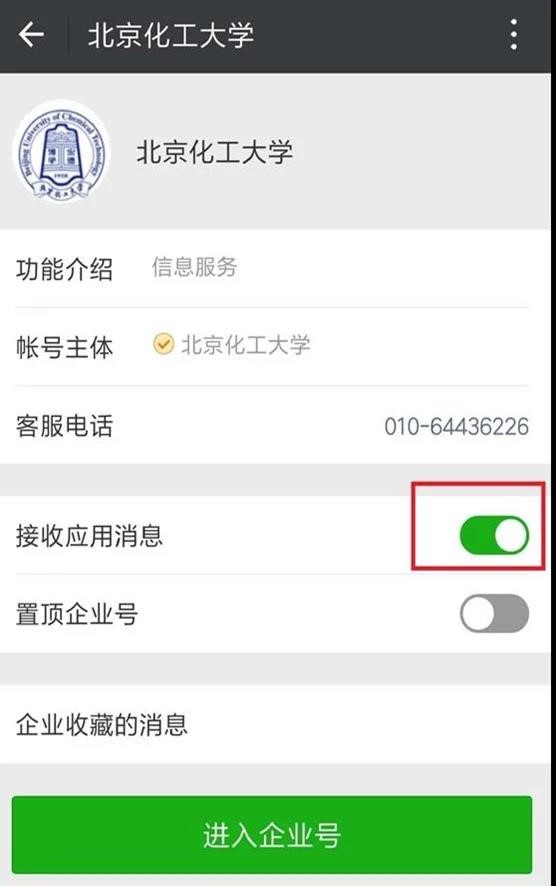 北京化工大学
Beijing University of Chemical Technology
1958
北京化工大学
北京化工大学
功能介绍 信息服务
帐号主体 北京化工大学
客服电话 010-64436226
接收应用消息
置顶企业号
企业收藏的消息
进入企业号